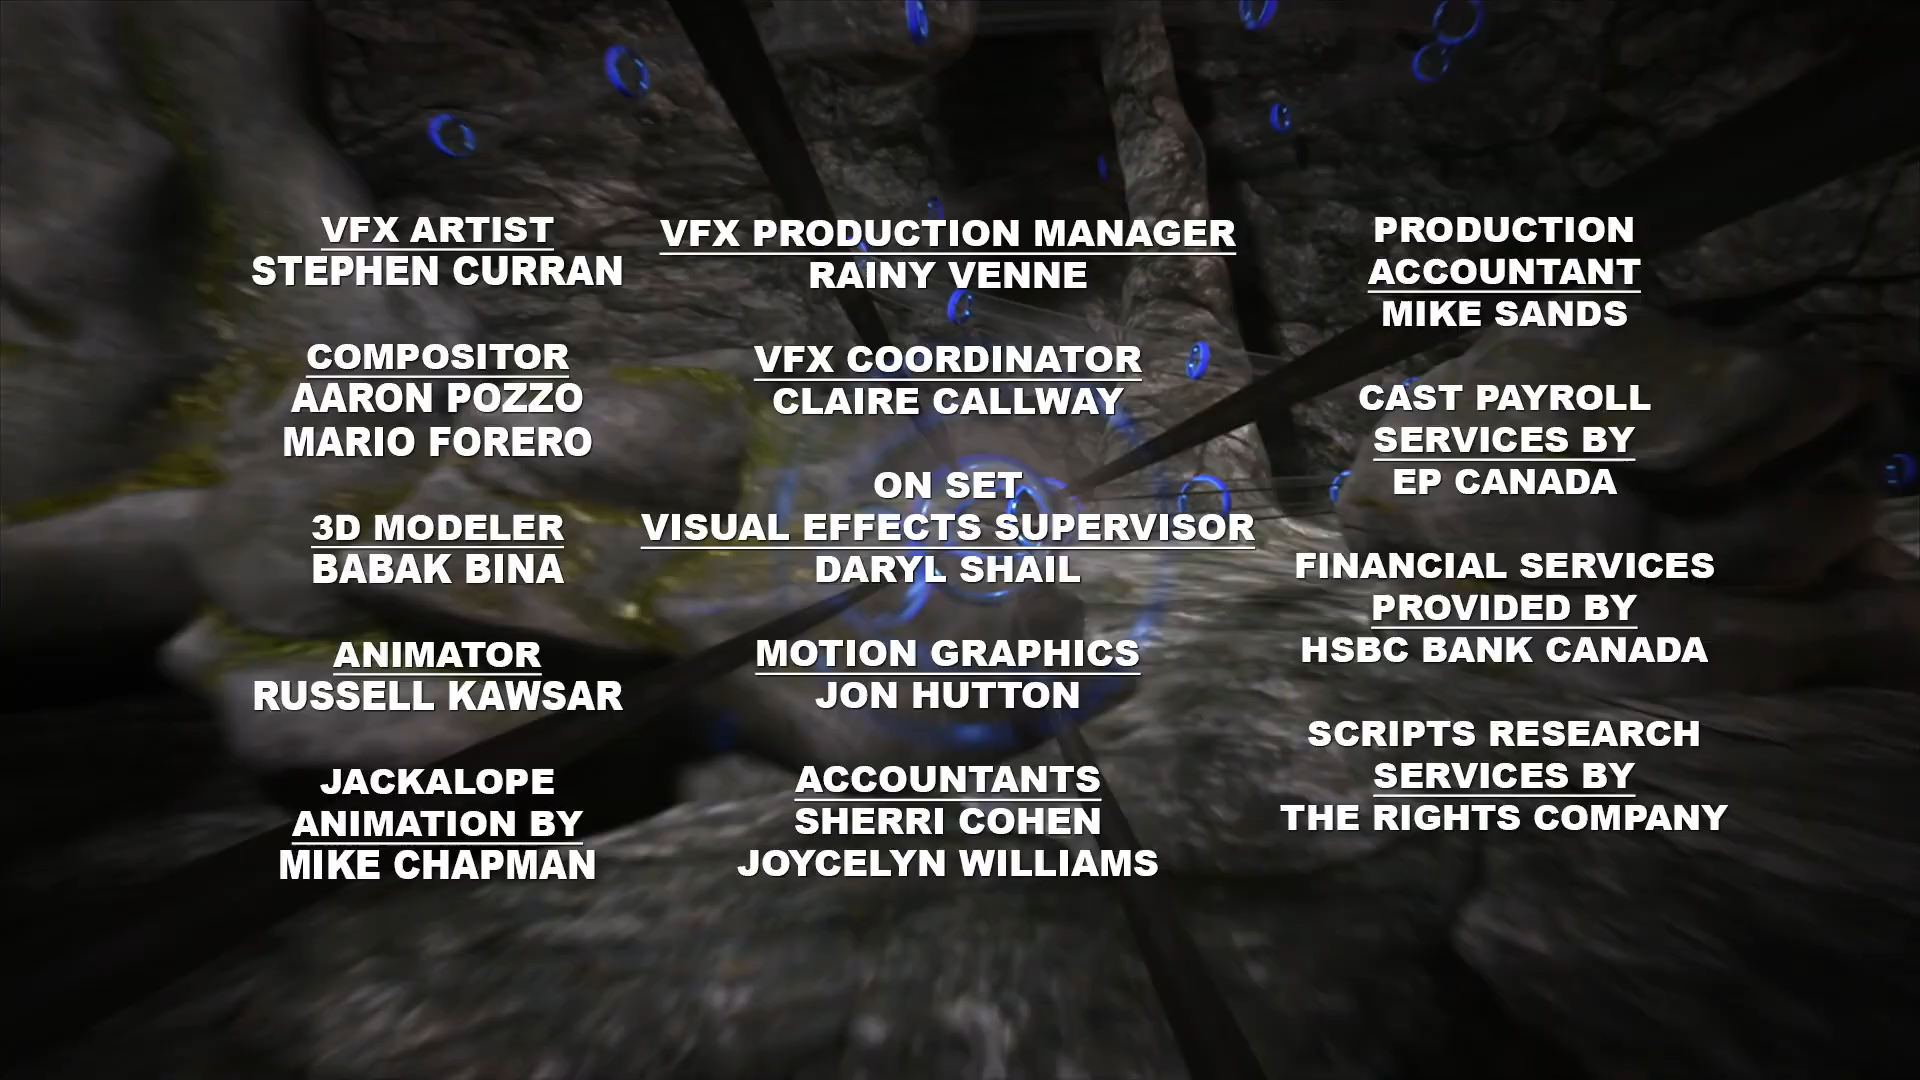 VFX ARTIST
STEPHEN CURRAN
COMPOSITOR
AARON POZZO
MARIO FORERO
3D MODELER
BABAK BINA
ANIMATOR
RUSSELL KAWSAR
JACKALOPE
ANIMATION BY
MIKE CHAPMAN
VFX PRODUCTION MANAGER
RAINY VENNE
VFX COORDINATOR
CLAIRE CALLWAY
ON SET
VISUAL EFFECTS SUPERVISOR
DARYL SHAIL
MOTION GRAPHICS
JON HUTTON
ACCOUNTANTS
SHERRI COHEN
JOYCELYN WILLIAMS
PRODUCTION
ACCOUNTANT
MIKE SANDS
CAST PAYROLL
SERVICES BY
EP CANADA
FINANCIAL SERVICES
PROVIDED BY
HSBC BANK CANADA
SCRIPTS RESEARCH
SERVICES BY
THE RIGHTS COMPANY